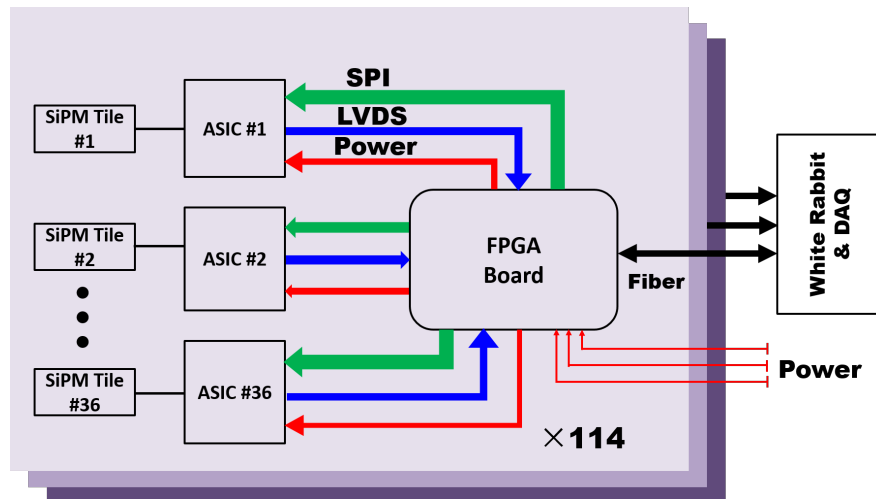 SPI
LVDS
Power
SiPM Tile
#1
ASIC #1
SiPM Tile
#2
ASIC #2
FPGA
Board
Fiber
White Rabbit
& DAQ
SiPM Tile
#36
ASIC #36
Power
×114